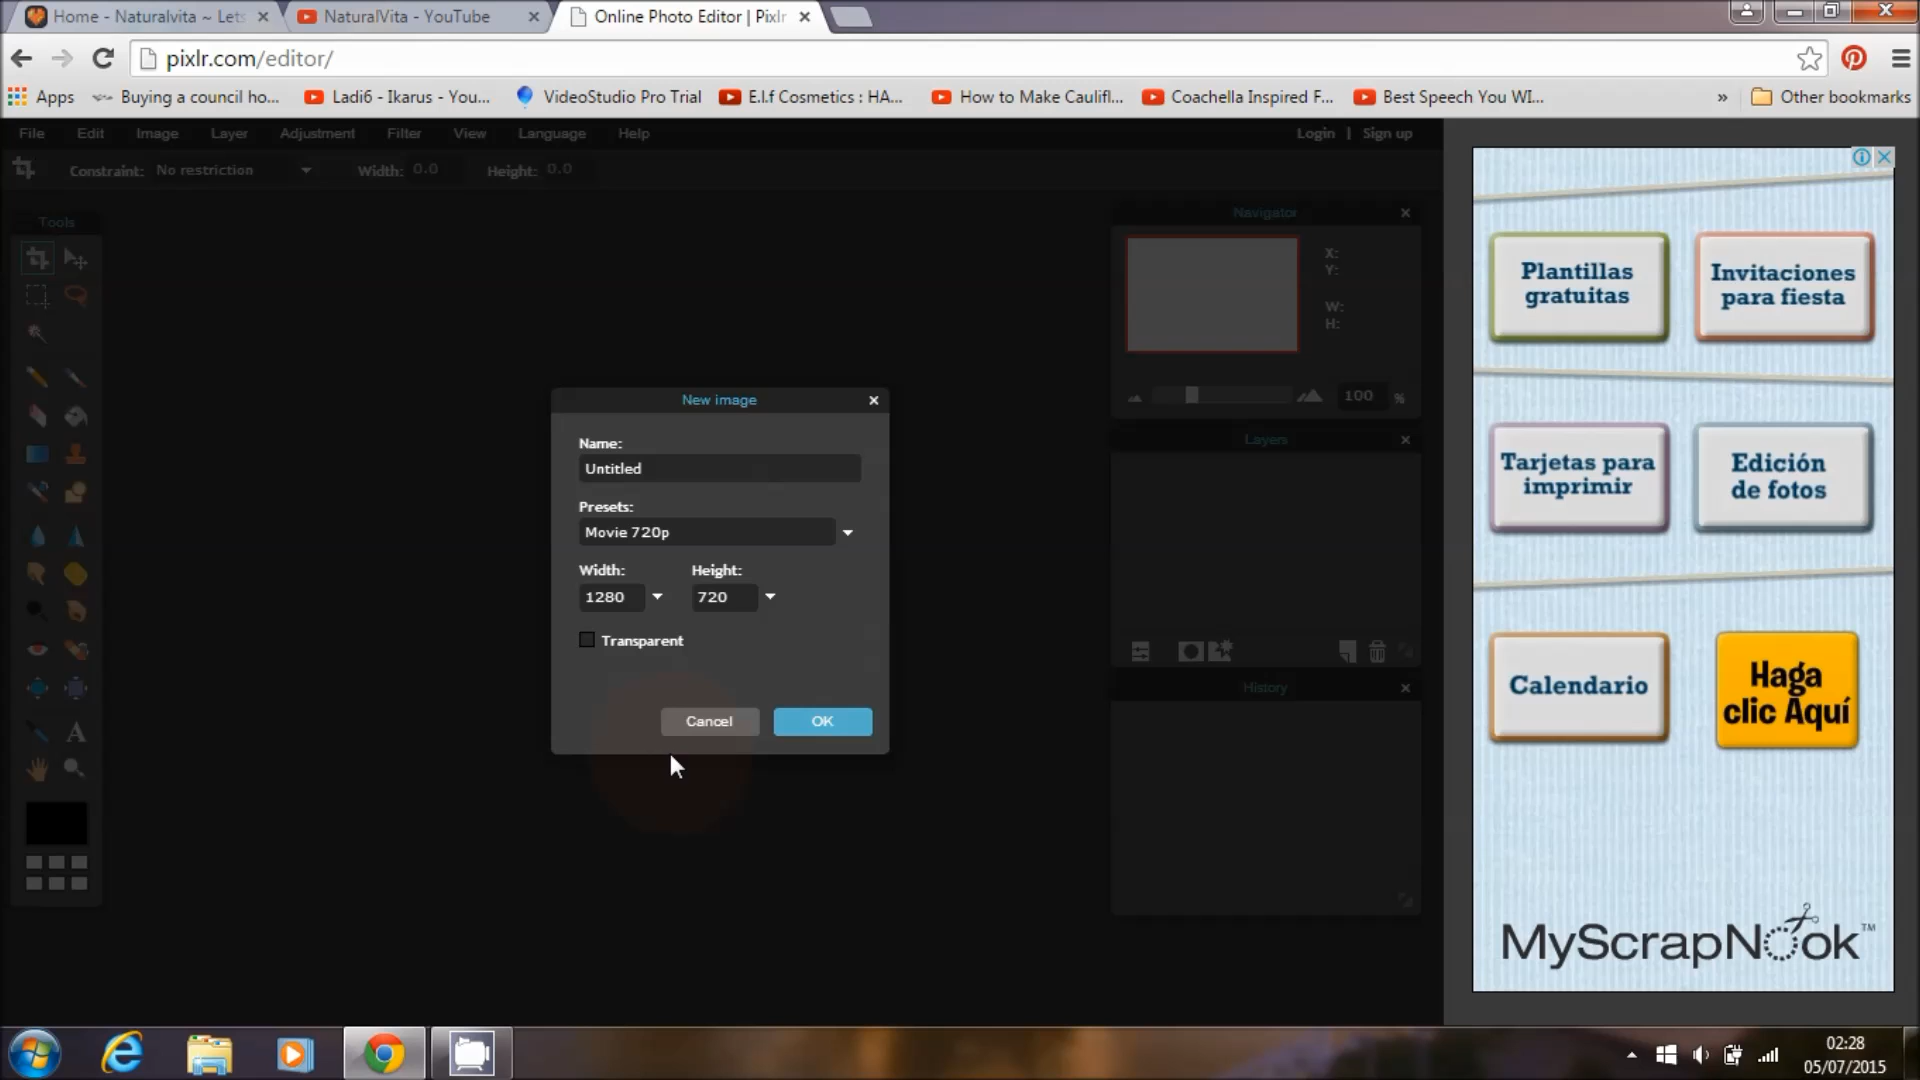 Home - Naturalvita ~ Lets
NaturalVita - YouTube
Online Photo Editor | Pixlr
pixlr.com/editor/
Apps
Buying a council ho...
Ladi6 - Ikarus - You...
VideoStudio Pro Trial
E.l.f Cosmetics : HA...
How to Make Caulifl...
Coachella Inspired F...
Best Speech You WI...
»
Other bookmarks
File Edit Image Layer Adjustment Filter View Language Help
Login | Sign up
Constraint: No restriction Width: 0.0 Height: 0.0
Tools
Navigator
X:
Y:
W:
H:
100 %
Layers
History
New image
Name:
Untitled
Presets:
Movie 720p
Width: Height:
1280 720
Transparent
Cancel OK
Plantillas
gratuitas
Invitaciones
para fiesta
Tarjetas para
imprimir
Edición
de fotos
Calendario
Haga
clic Aquí
MyScrapNook™
02:28
05/07/2015